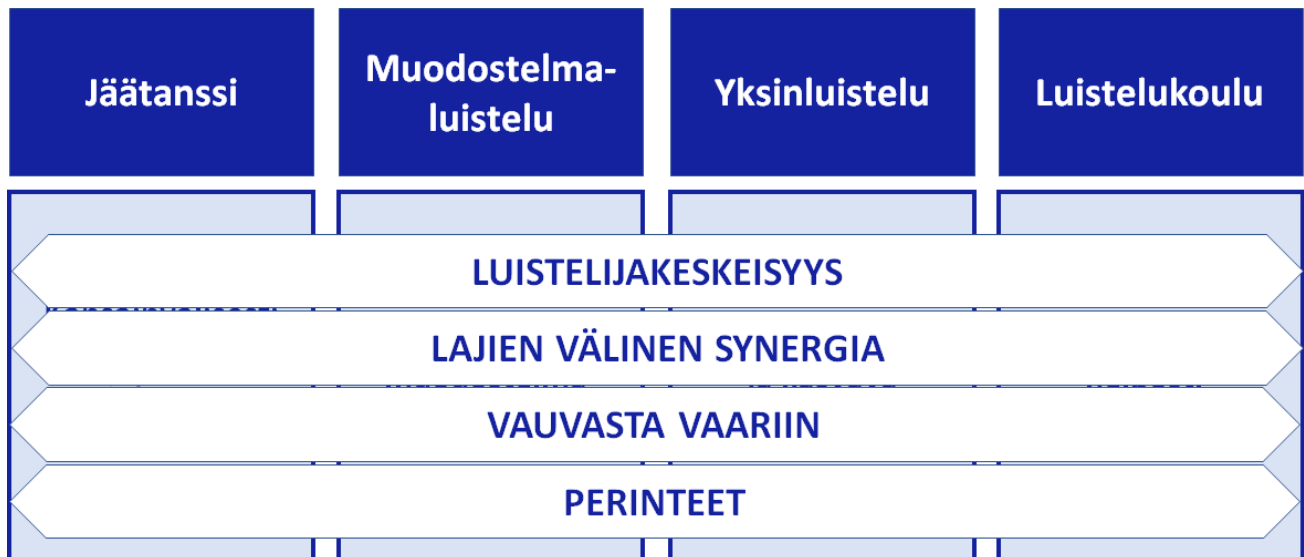 Jäätanssi
Muodostelma-
luistelu
Yksinluistelu
Luistelukoulu
LUISTELIJAKESKEISYYS
LAJIEN VÄLINEN SYNERGIA
VAUVASTA VAARIIN
PERINTEET